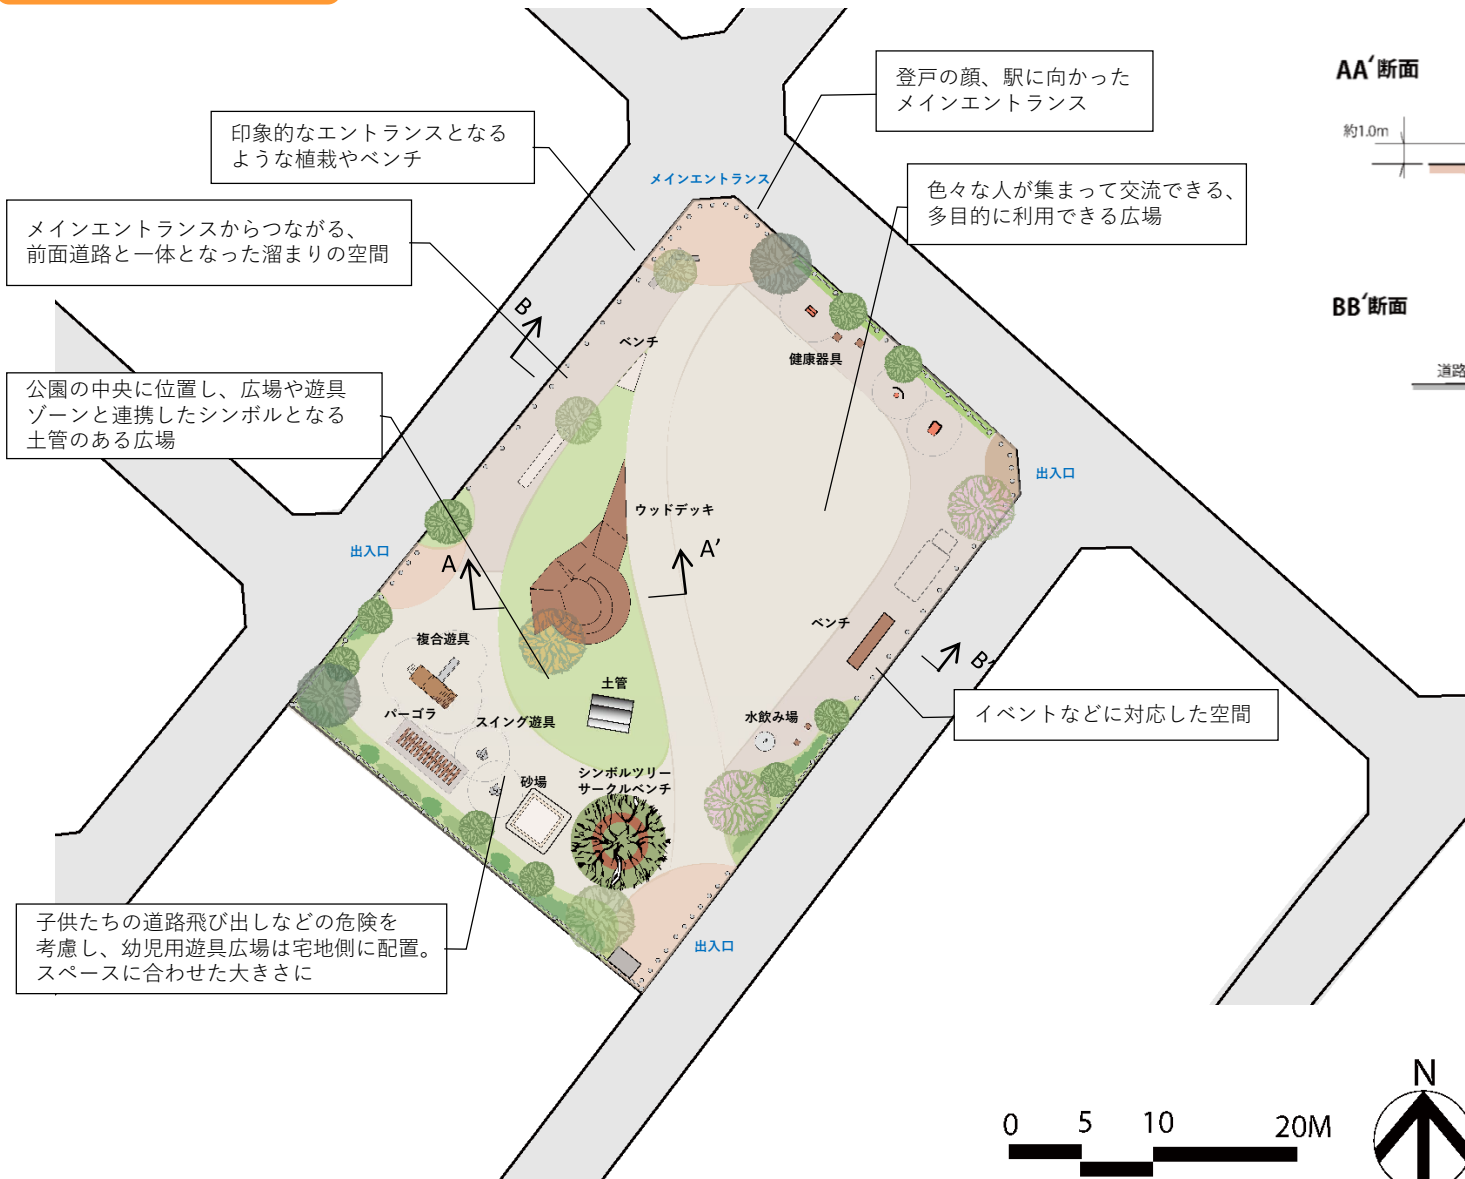 登戸の顔、駅に向かった
メインエントランス
AA′断面
約1.0m
印象的なエントランスとなる
ような植栽やベンチ
メインエントランス
色々な人が集まって交流できる、
多目的に利用できる広場
メインエントランスからつながる、
前面道路と一体となった溜まりの空間
BB′断面
道路
B
ベンチ
健康器具
公園の中央に位置し、広場や遊具
ゾーンと連携したシンボルとなる
土管のある広場
出入口
ウッドデッキ
出入口
A
A′
複合遊具
ベンチ
B′
土管
パーゴラ
スイング遊具
水飲み場
イベントなどに対応した空間
砂場
シンボルツリー
サークルベンチ
子供たちの道路飛び出しなどの危険を
考慮し、幼児用遊具広場は宅地側に配置。
スペースに合わせた大きさに
出入口
N
0 5 10 20M